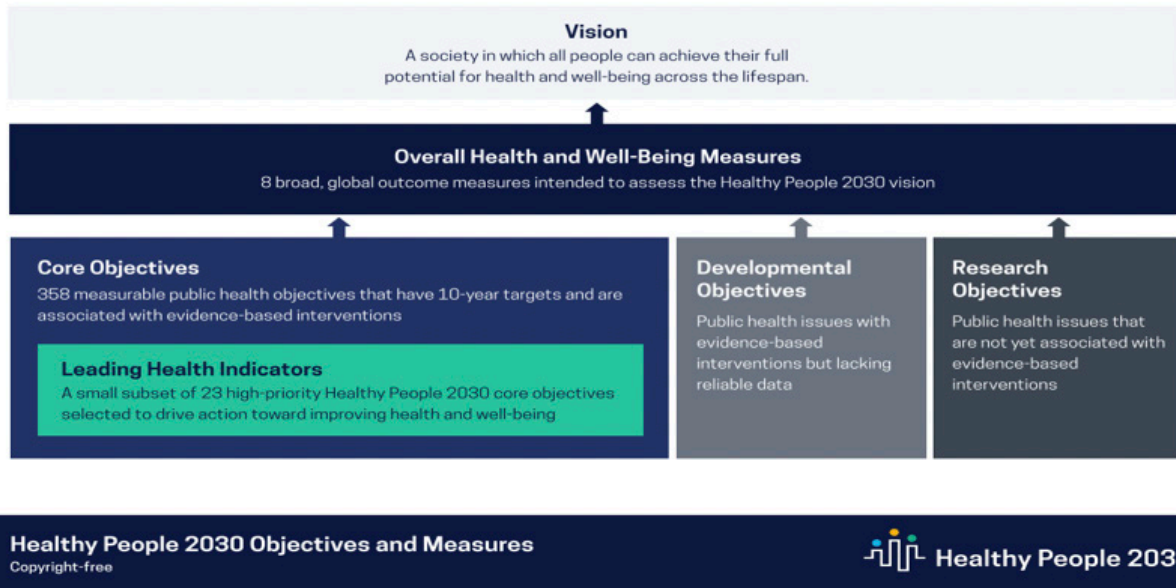 Vision
A society in which all people can achieve their full
potential for health and well-being across the lifespan.
Overall Health and Well-Being Measures
8 broad, global outcome measures intended to assess the Healthy People 2030 vision
Core Objectives
358 measurable public health objectives that have 10-year targets and are
associated with evidence-based interventions
Leading Health Indicators
A small subset of 23 high-priority Healthy People 2030 core objectives
selected to drive action toward improving health and well-being
Developmental
Objectives
Public health issues with
evidence-based
interventions but lacking
reliable data
Research
Objectives
Public health issues that
are not yet associated with
evidence-based
interventions
Healthy People 2030 Objectives and Measures
Copyright-free
Healthy People 203